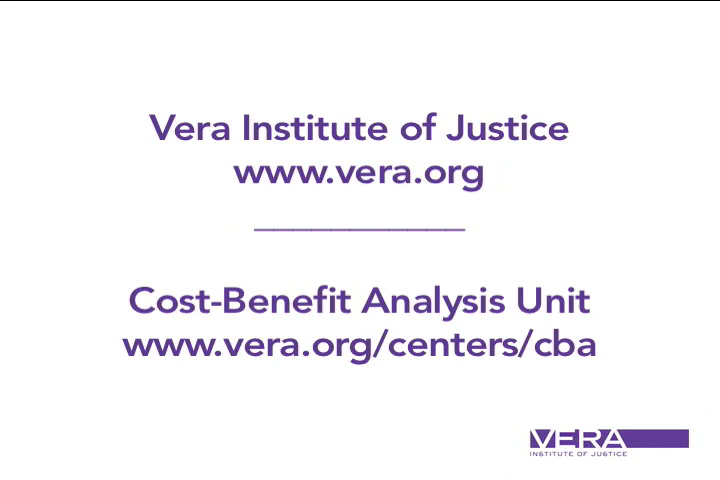 Vera Institute of Justice
www.vera.org
Cost-Benefit Analysis Unit
www.vera.org/centers/cba
VERA
INSTITUTE OF JUSTICE